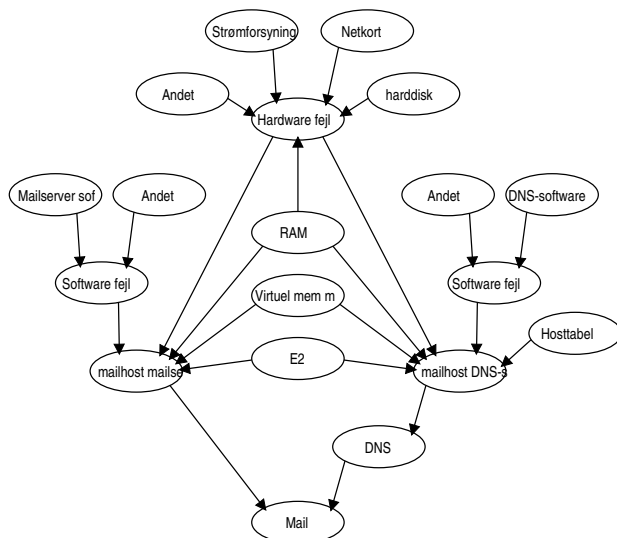 Strømforsyning
Netkort
Andet
harddisk
Hardware fejl
Mailserver sof
Andet
Andet
DNS-software
RAM
Software fejl
Software fejl
Virtuel mem m
Hosttabel
E2
mailhost mailse
mailhost DNS-s
DNS
Mail